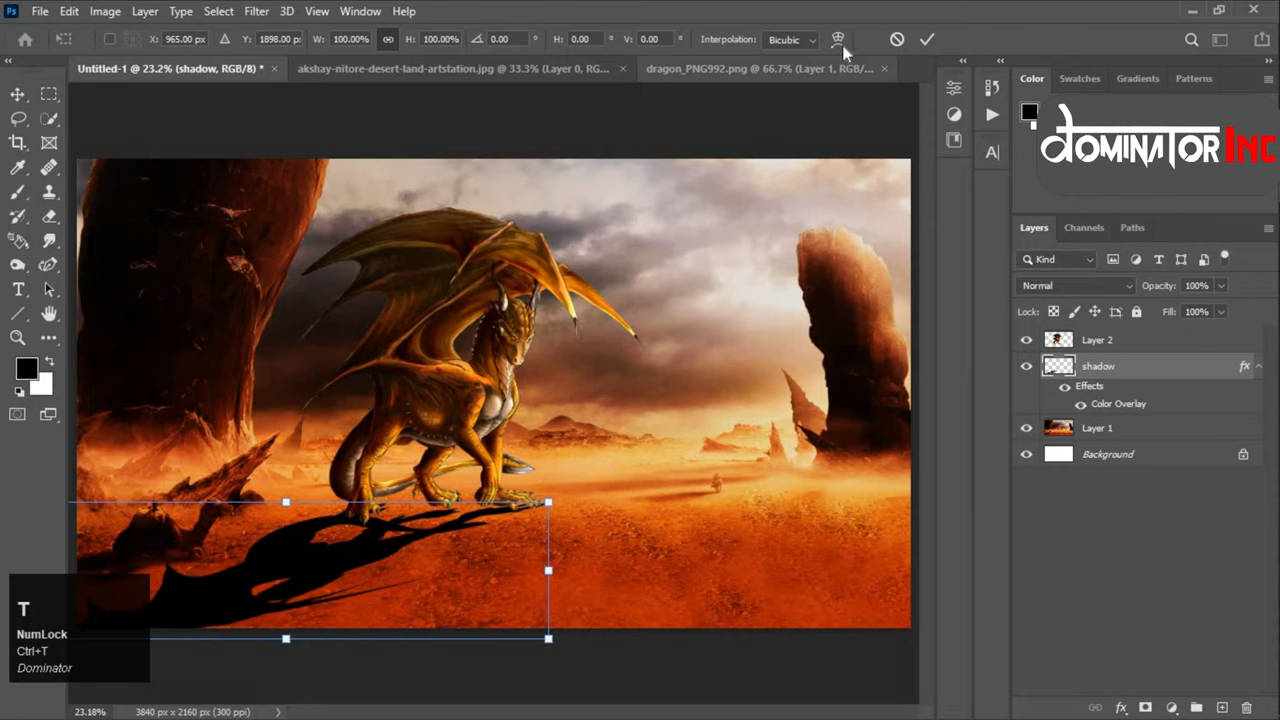 Ps File Edit Image Layer Type Select Filter 3D View Window Help
X: 965.00 px Y: 1898.00 p: W: 100.00% H: 100.00% 0.00 ° H: 0.00 ° V: 0.00 ° Interpolation: Bicubic
Untitled-1 @ 23.2% (shadow, RGB/8) * × akshay-nitore-desert-land-artstation.jpg @ 33.3% (Layer 0, RG... × dragon_PNG992.png @ 66.7% (Layer 1, RGB/... ×
Color Swatches Gradients Patterns
DOMINATOR INC
A|
Layers Channels Paths
Kind
Normal Opacity: 100%
Lock: Fill: 100%
Layer 2
shadow fx
Effects
Color Overlay
Layer 1
Background
T
NumLock
Ctrl+T
Dominator
23.18% 3840 px x 2160 px (300 ppi)
fx